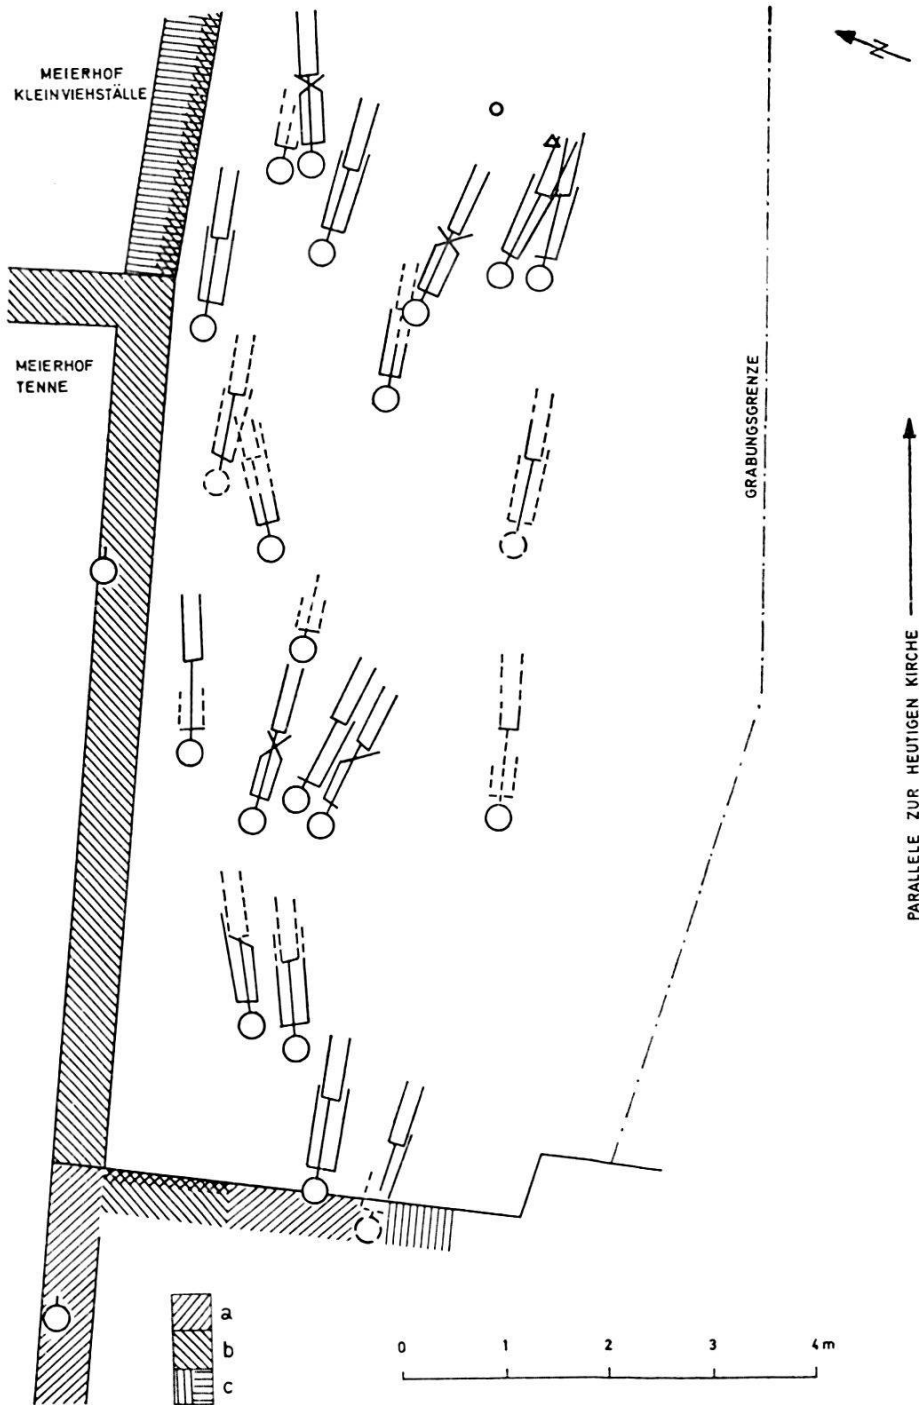 MEIERHOF
KLEINVIEHSTÄLLE
MEIERHOF
TENNE
GRABUNGSGRENZE
PARALLELE ZUR HEUTIGEN KIRCHE
a
b
c
0 1 2 3 4 m